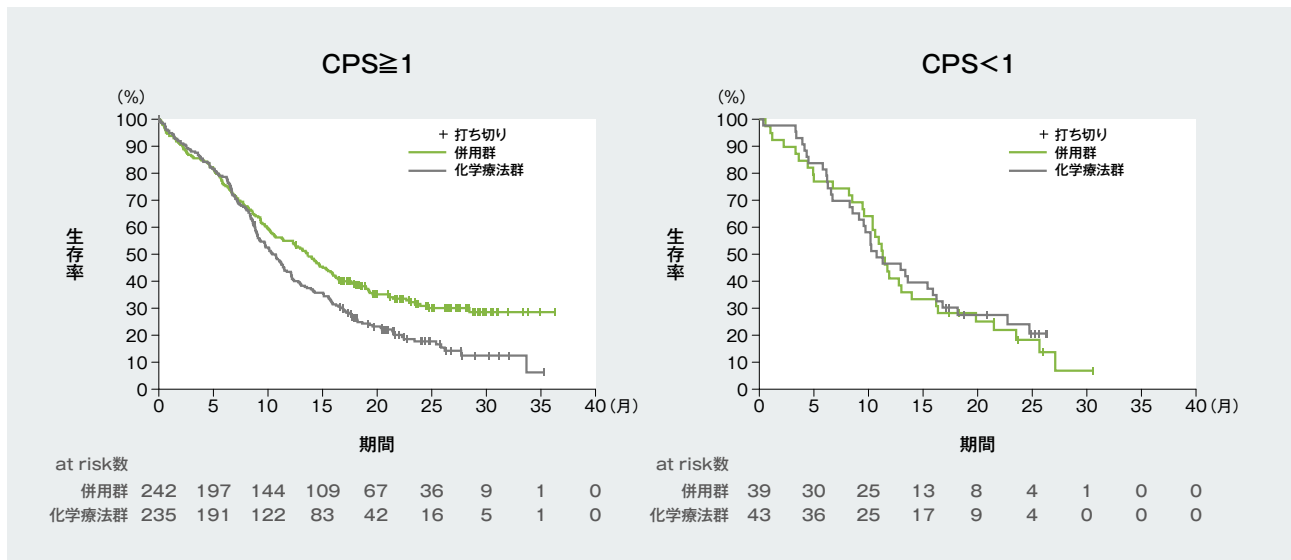 CPS≧1
(%)
100
90
80
70
60
50
40
30
20
10
0
生存率
+ 打ち切り
併用群
化学療法群
0 5 10 15 20 25 30 35 40(月)
期間
at risk数
併用群 242 197 144 109 67 36 9 1 0
化学療法群 235 191 122 83 42 16 5 1 0
CPS<1
(%)
100
90
80
70
60
50
40
30
20
10
0
生存率
+ 打ち切り
併用群
化学療法群
0 5 10 15 20 25 30 35 40(月)
期間
at risk数
併用群 39 30 25 13 8 4 1 0 0
化学療法群 43 36 25 17 9 4 0 0 0